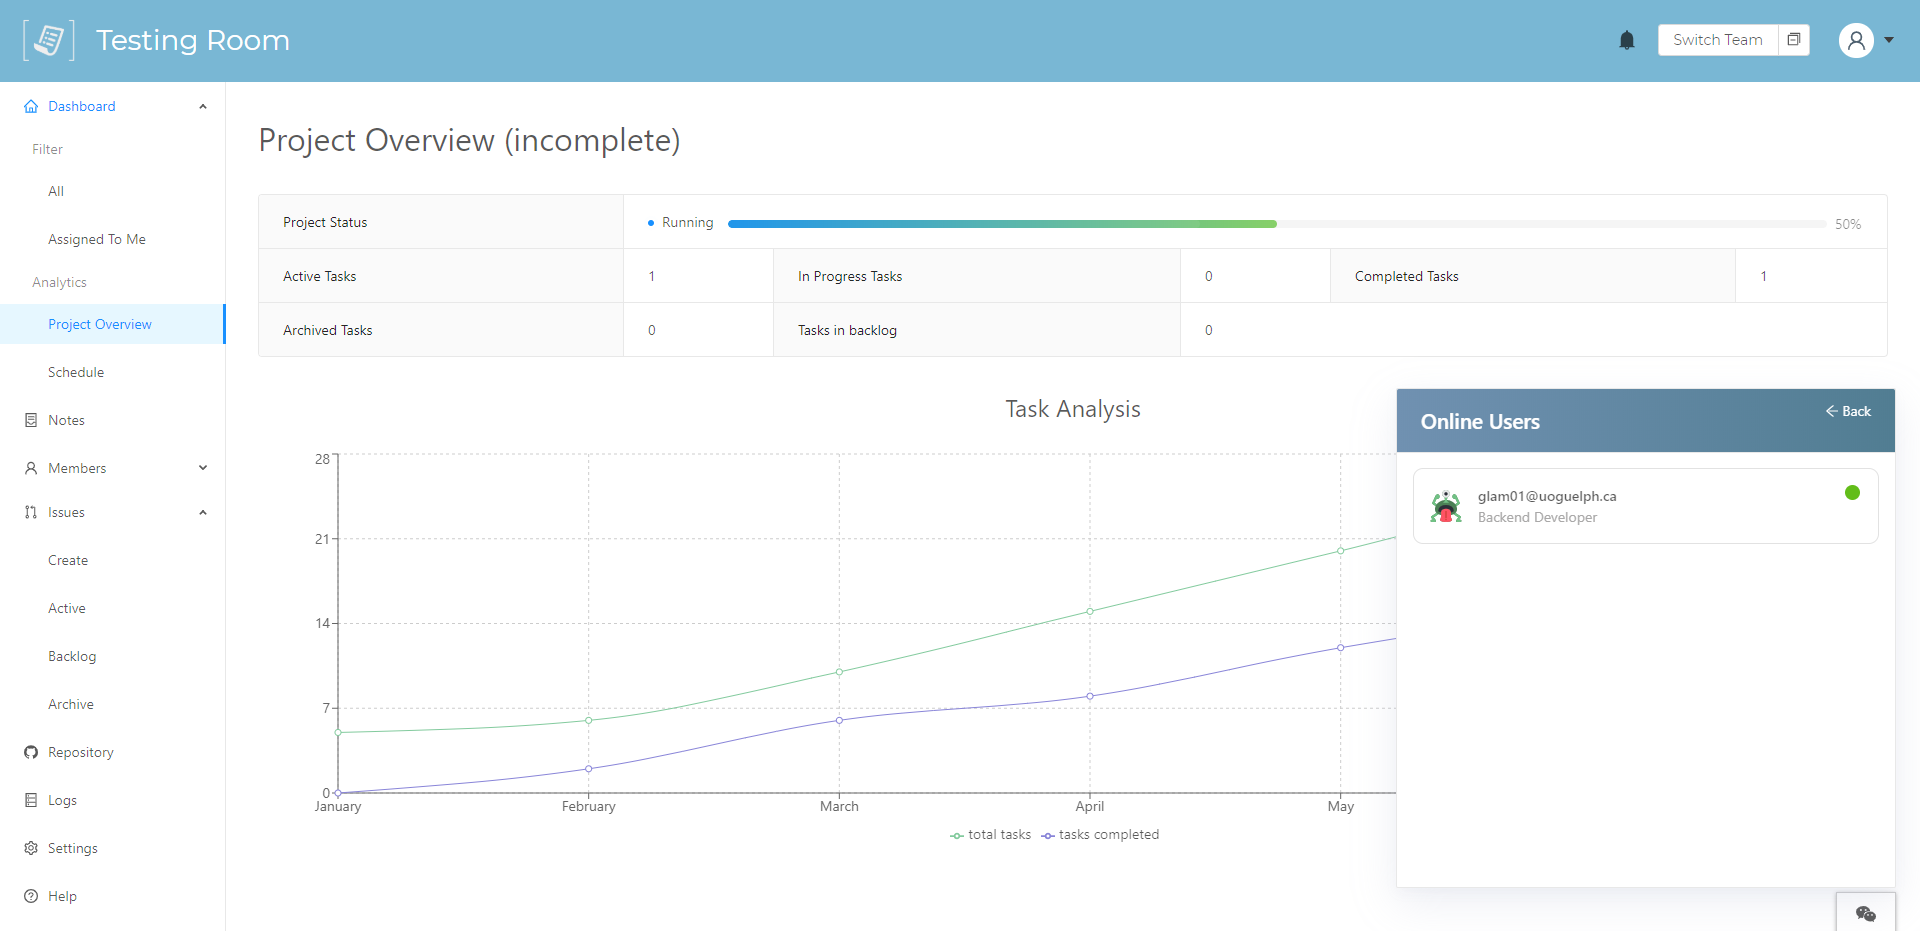 Testing Room
Switch Team
Dashboard
Filter
All
Assigned To Me
Analytics
Project Overview
Schedule
Notes
Members
Issues
Create
Active
Backlog
Archive
Repository
Logs
Settings
Help
Project Overview (incomplete)
Project Status
Running
50%
Active Tasks
1
In Progress Tasks
0
Completed Tasks
1
Archived Tasks
0
Tasks in backlog
0
Task Analysis
28
21
14
7
0
January
February
March
April
May
total tasks
tasks completed
Online Users
Back
glam01@uoguelph.ca
Backend Developer